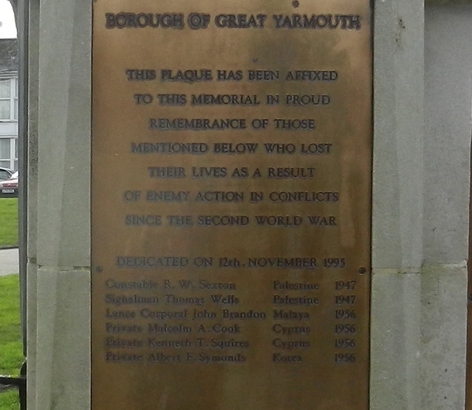 BOROUGH OF GREAT YARMOUTH
THIS PLAQUE HAS BEEN AFFIXED
TO THIS MEMORIAL IN PROUD
REMEMBRANCE OF THOSE
MENTIONED BELOW WHO LOST
THEIR LIVES AS A RESULT
OF ENEMY ACTION IN CONFLICTS
SINCE THE SECOND WORLD WAR
DEDICATED ON 12th. NOVEMBER 1995
Constable R. W. Sexton Palestine 1947
Signalman Thomas Wells Palestine 1947
Lance Corporal John Brandon Malaya 1956
Private Malcolm A. Cook Cyprus 1956
Private Kenneth T. Squires Cyprus 1956
Private Albert E. Symonds Korea 1956